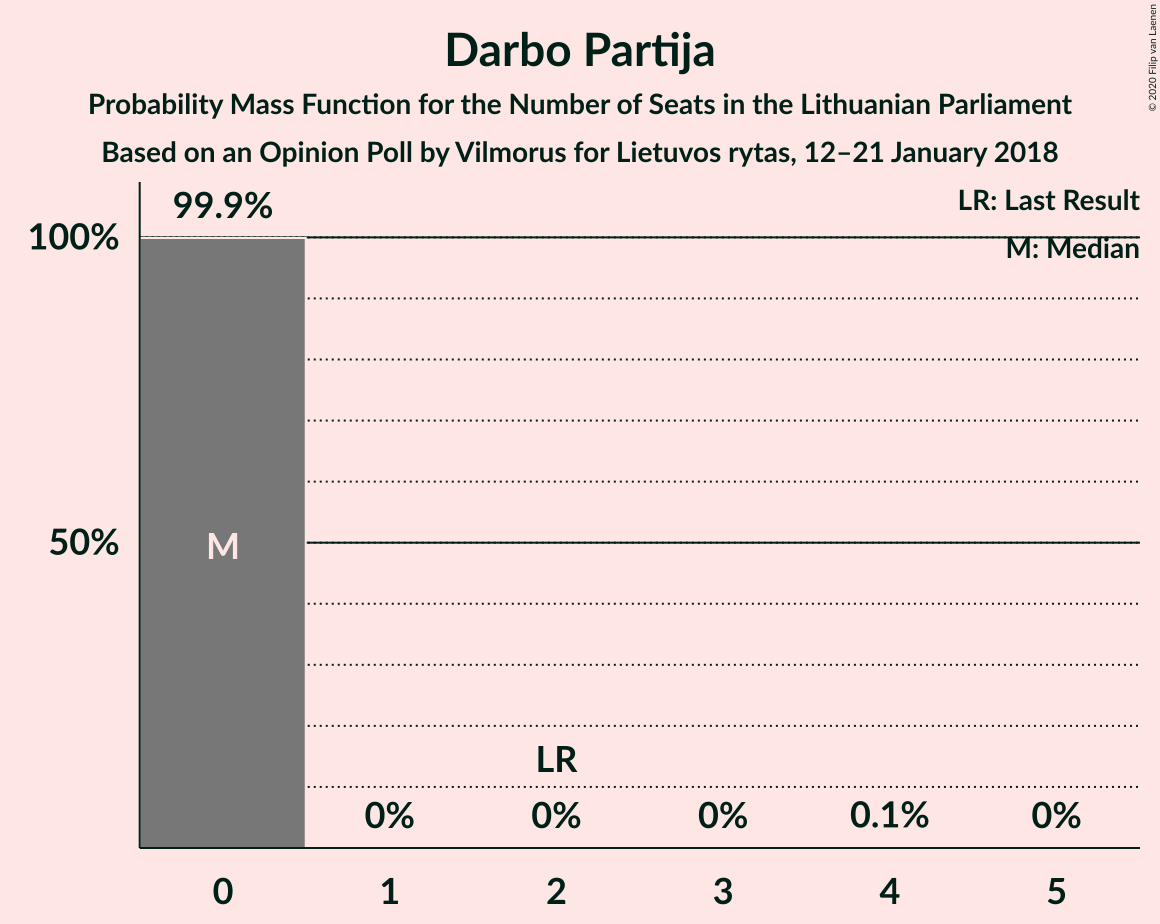 Darbo Partija
Probability Mass Function for the Number of Seats in the Lithuanian Parliament
Based on an Opinion Poll by Vilmorus for Lietuvos rytas, 12–21 January 2018
© 2020 Filip van Laenen
LR: Last Result
M: Median
99.9%
100%
50%
M
LR
0%
0%
0%
0.1%
0%
0 1 2 3 4 5